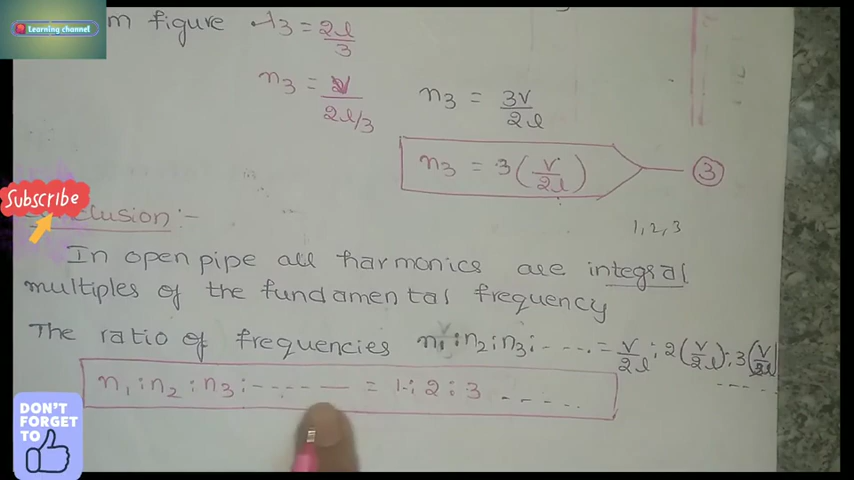 Learning channel
m figure λ3 = 2l/3
n3 = V/(2l/3)
n3 = 3V/2l
n3 = 3(V/2l) 3
Subscribe
clusion :-
1, 2, 3
In open pipe all harmonics are integral
multiples of the fundamental frequency
The ratio of frequencies n1 : n2 : n3 : ..... = V/2l : 2(V/2l) : 3(V/2l) .....
n1 : n2 : n3 : ------ = 1 : 2 : 3 .....
DON'T
FORGET
TO